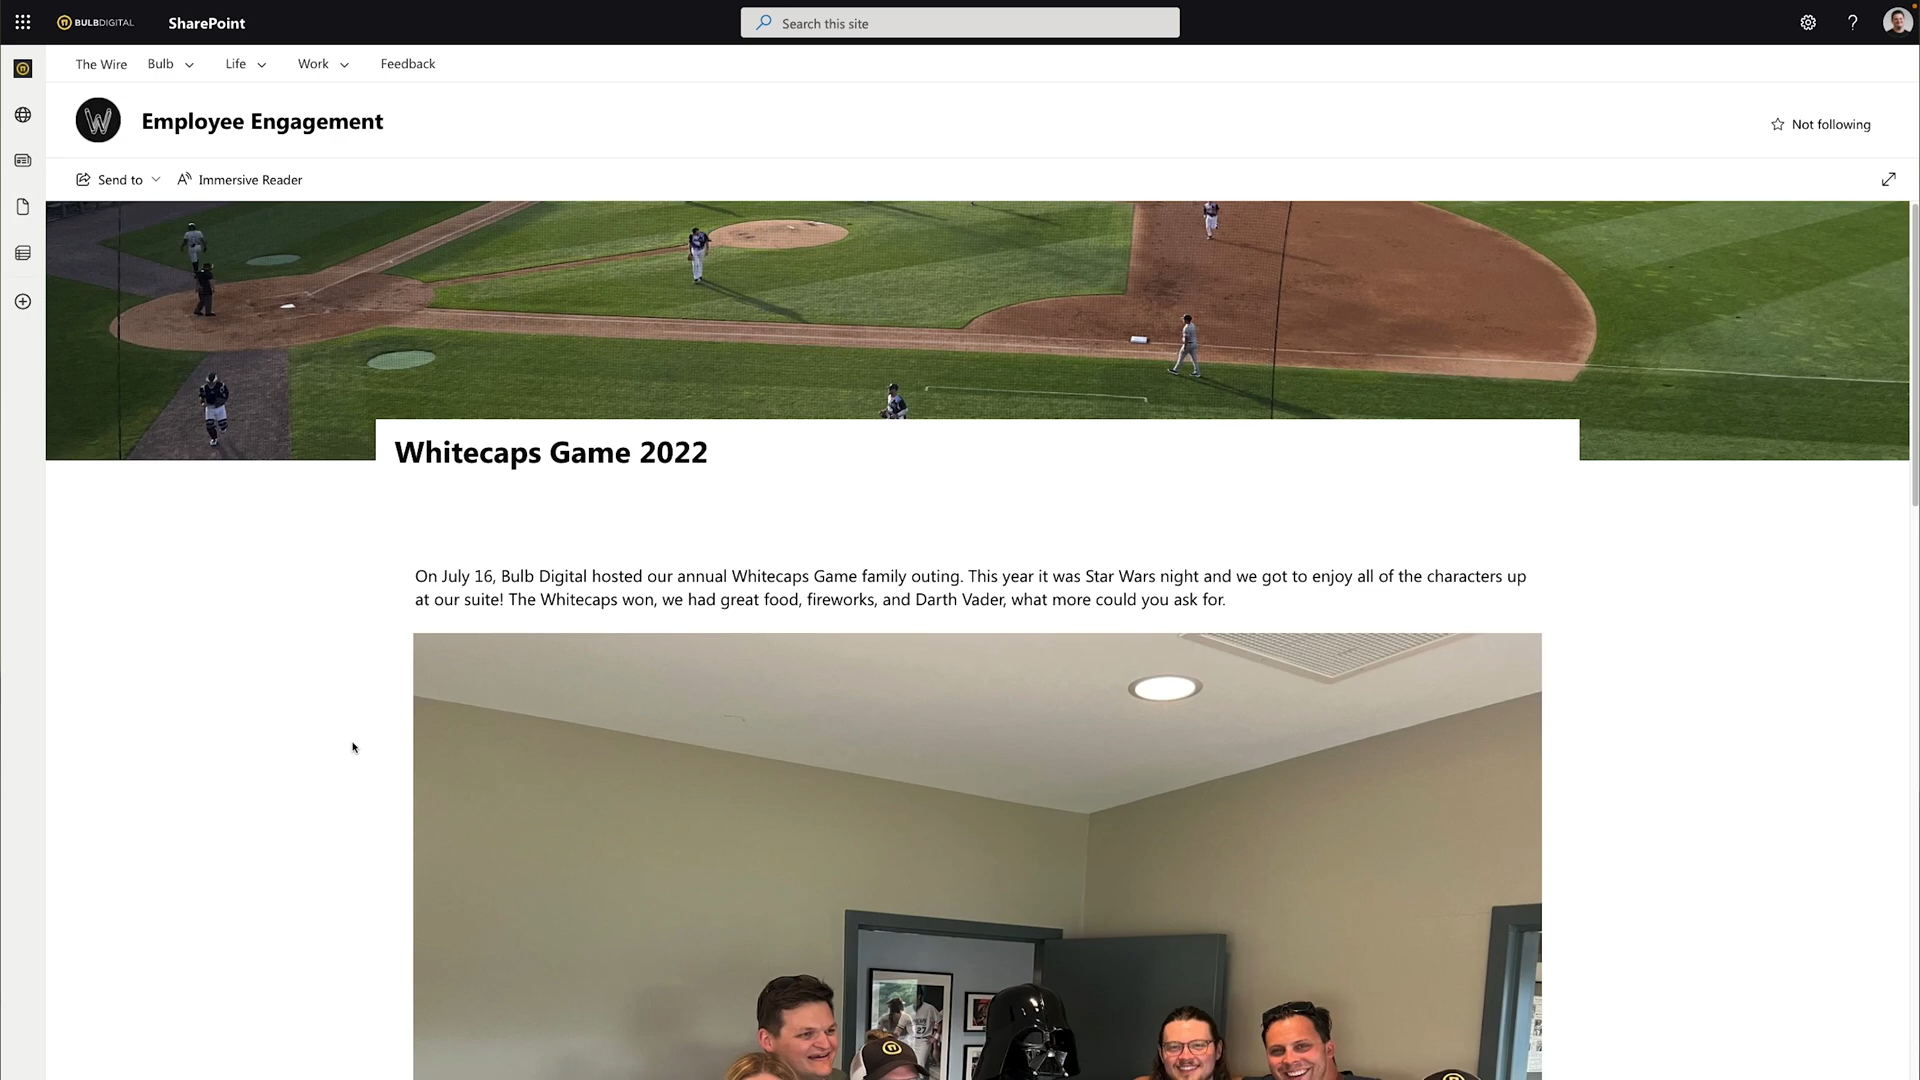 BULBDIGITAL
SharePoint
Search this site
The Wire
Bulb
Life
Work
Feedback
W
Employee Engagement
Not following
Send to
Immersive Reader
Whitecaps Game 2022
On July 16, Bulb Digital hosted our annual Whitecaps Game family outing. This year it was Star Wars night and we got to enjoy all of the characters up
at our suite! The Whitecaps won, we had great food, fireworks, and Darth Vader, what more could you ask for.
27